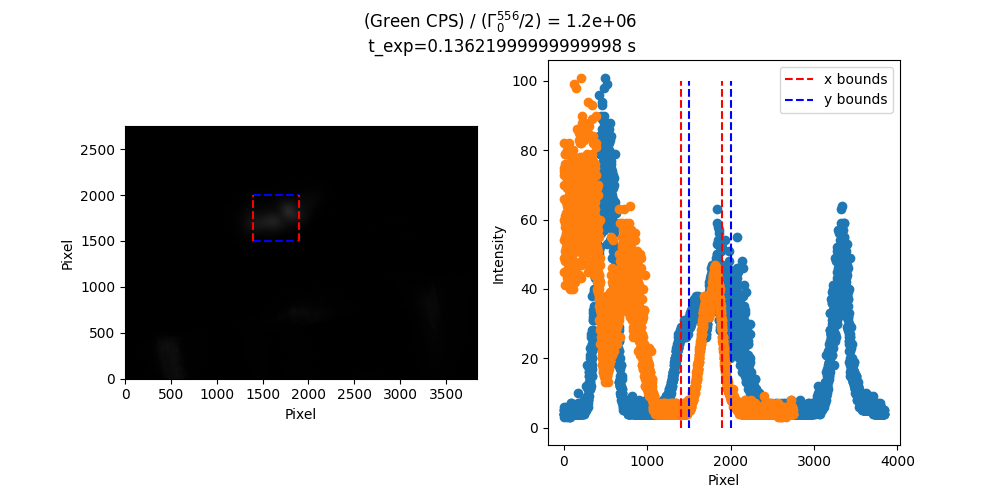 (Green CPS) / (Γ₀⁵⁵⁶/2) = 1.2e+06
t_exp=0.13621999999999998 s
Pixel
2500
2000
1500
1000
500
0
0 500 1000 1500 2000 2500 3000 3500
Pixel
Intensity
100
80
60
40
20
0
0 1000 2000 3000 4000
Pixel
x bounds
y bounds